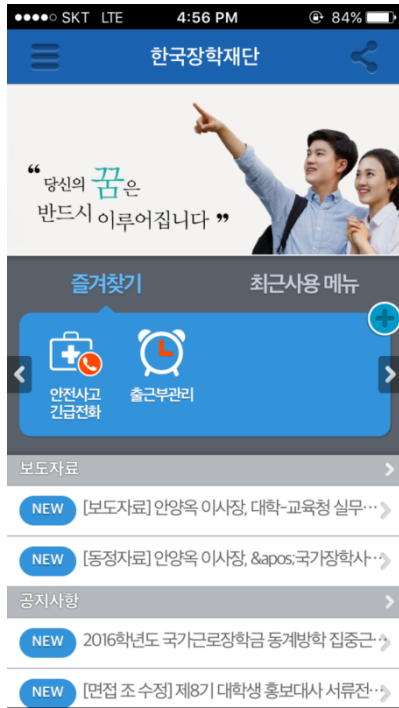 ●●●●○ SKT LTE 4:56 PM 84%
한국장학재단
“당신의 꿈은
반드시 이루어집니다”
즐겨찾기 최근사용 메뉴
안전사고 출근부관리
긴급전화
보도자료
NEW [보도자료] 안양옥 이사장, 대학-교육청 실무…
NEW [동정자료] 안양옥 이사장, &apos;국가장학사…
공지사항
NEW 2016학년도 국가근로장학금 동계방학 집중근…
NEW [면접 조 수정] 제8기 대학생 홍보대사 서류전…